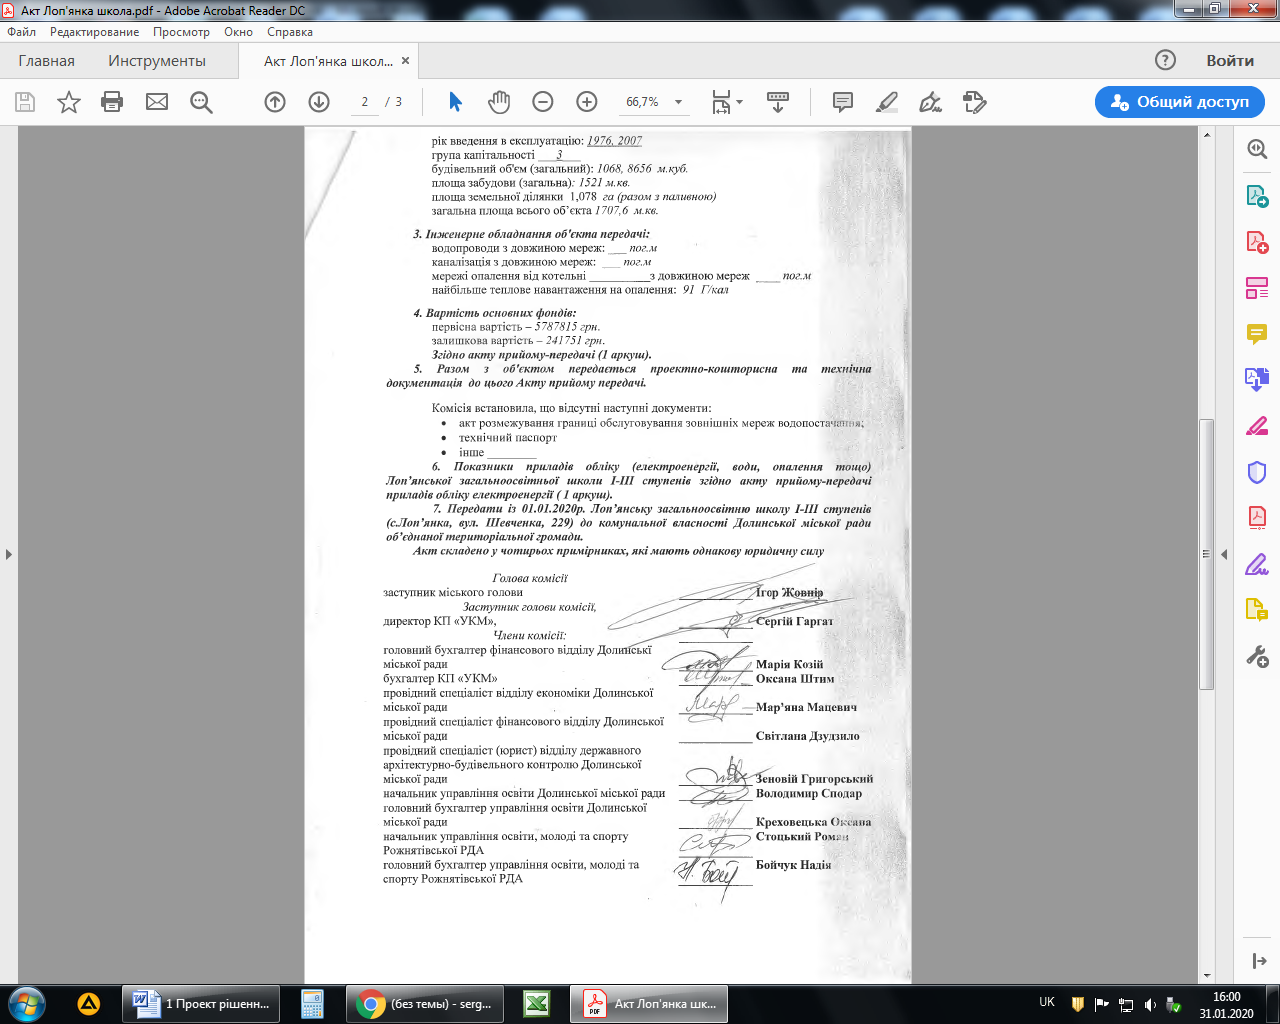 Акт Лоп'янка школа.pdf - Adobe Acrobat Reader DC
Файл Редактирование Просмотр Окно Справка
Главная Инструменты Акт Лоп'янка школ... × Войти
2 / 3 66,7% Общий доступ
рік введення в експлуатацію: 1976, 2007
група капітальності ___3___
будівельний об'єм (загальний): 1068, 8656 м.куб.
площа забудови (загальна): 1521 м.кв.
площа земельної ділянки 1,078 га (разом з паливною)
загальна площа всього об'єкта 1707,6 м.кв.
3. Інженерне обладнання об'єкта передачі:
водопроводи з довжиною мереж: ___ пог.м
каналізація з довжиною мереж: ___ пог.м
мережі опалення від котельні __________з довжиною мереж ____ пог.м
найбільше теплове навантаження на опалення: 91 Г/кал
4. Вартість основних фондів:
первісна вартість – 5787815 грн.
залишкова вартість – 241751 грн.
Згідно акту прийому-передачі (1 аркуш).
5. Разом з об'єктом передається проектно-кошторисна та технічна
документація до цього Акту прийому передачі.
Комісія встановила, що відсутні наступні документи:
• акт розмежування границі обслуговування зовнішніх мереж водопостачання;
• технічний паспорт
• інше ________
6. Показники приладів обліку (електроенергії, води, опалення тощо)
Лоп'янської загальноосвітньої школи І-ІІІ ступенів згідно акту прийому-передачі
приладів обліку електроенергії ( 1 аркуш).
7. Передати із 01.01.2020р. Лоп'янську загальноосвітню школу І-ІІІ ступенів
(с.Лоп'янка, вул. Шевченка, 229) до комунальної власності Долинської міської ради
об'єднаної територіальної громади.
Акт складено у чотирьох примірниках, які мають однакову юридичну силу
Голова комісії
заступник міського голови Ігор Жовнір
Заступник голови комісії,
директор КП «УКМ», Сергій Гаргат
Члени комісії:
головний бухгалтер фінансового відділу Долинськї
міської ради Марія Козій
бухгалтер КП «УКМ» Оксана Штим
провідний спеціаліст відділу економіки Долинської
міської ради Мар'яна Мацевич
провідний спеціаліст фінансового відділу Долинської
міської ради Світлана Дзудзило
провідний спеціаліст (юрист) відділу державного
архітектурно-будівельного контролю Долинської
міської ради Зеновій Григорський
начальник управління освіти Долинської міської ради Володимир Сподар
головний бухгалтер управління освіти Долинської
міської ради Креховецька Оксана
начальник управління освіти, молоді та спорту Стоцький Роман
Рожнятівської РДА
головний бухгалтер управління освіти, молоді та Бойчук Надія
спорту Рожнятівської РДА
1 Проект рішенн... (без темы) - serg... Акт Лоп'янка шк... UK 16:00
31.01.2020